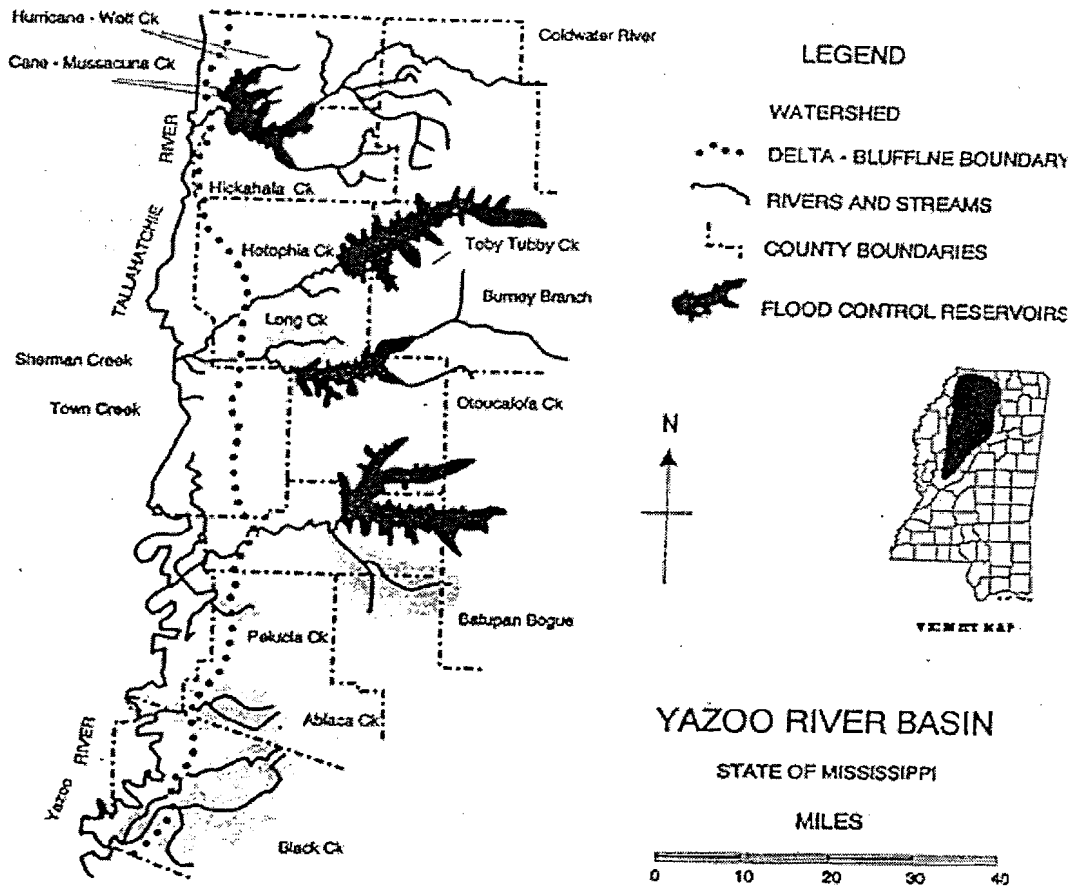 Hurricane - Wolf Ck
Cane - Mussacuna Ck
Coldwater River
RIVER
TALLAHATCHIE
Hickahala Ck
Hotophia Ck
Toby Tubby Ck
Burney Branch
Long Ck
Sherman Creek
Town Creek
Otoucalofa Ck
Batupan Bogue
Pelucia Ck
Abiaca Ck
Yazoo RIVER
Black Ck
LEGEND
WATERSHED
DELTA - BLUFFLNE BOUNDARY
RIVERS AND STREAMS
COUNTY BOUNDARIES
FLOOD CONTROL RESERVOIRS
N
VICINITY MAP
YAZOO RIVER BASIN
STATE OF MISSISSIPPI
MILES
0 10 20 30 40